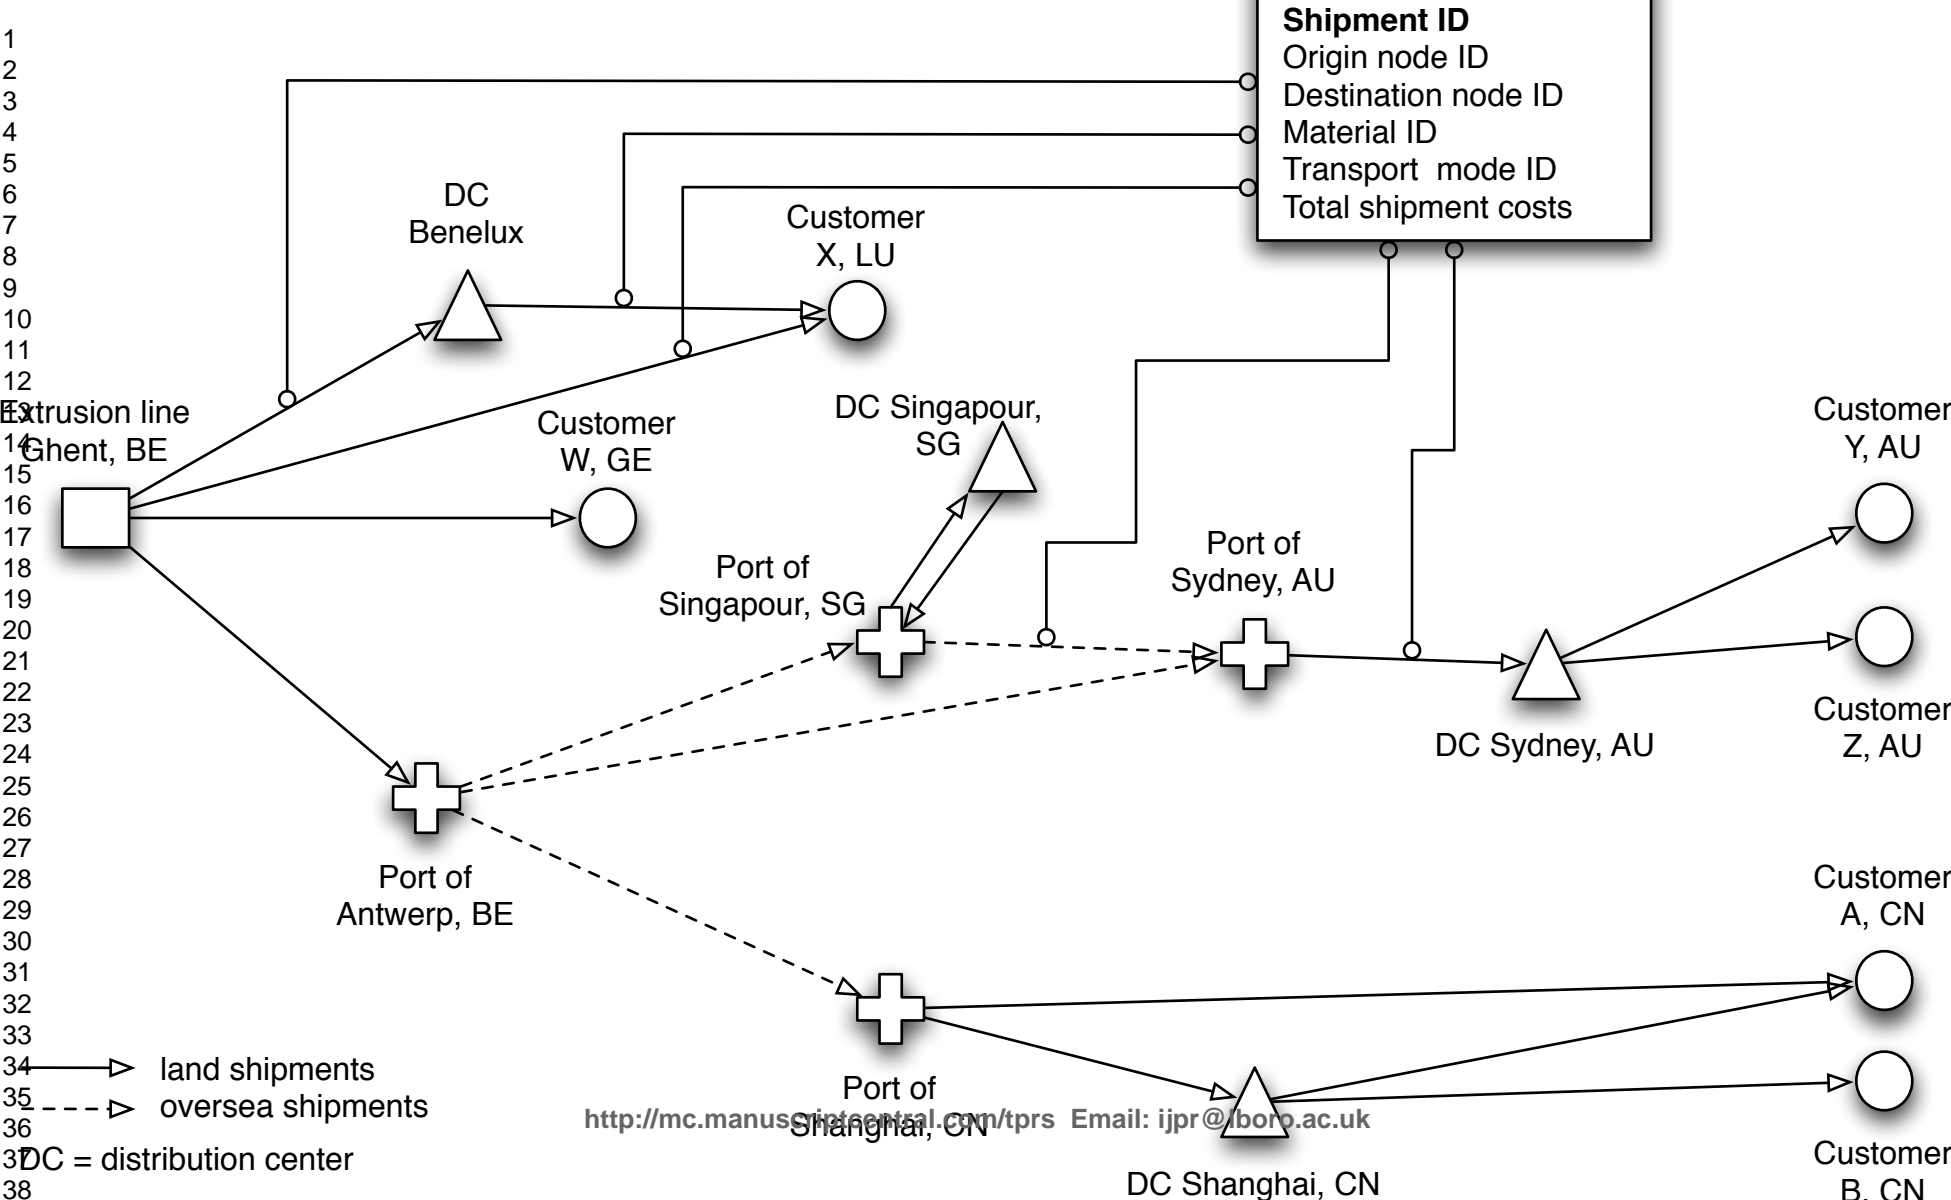 Shipment ID
Origin node ID
Destination node ID
Material ID
Transport  mode ID
Total shipment costs
1
2
3
4
5
6
7
8
9
10
11
12
13
14
15
16
17
18
19
20
21
22
23
24
25
26
27
28
29
30
31
32
33
34
35
36
37
38
DC
Benelux
Customer
X, LU
Extrusion line
Ghent, BE
Customer
W, GE
DC Singapour,
SG
Customer
Y, AU
Port of
Singapour, SG
Port of
Sydney, AU
DC Sydney, AU
Customer
Z, AU
Port of
Antwerp, BE
Customer
A, CN
Port of
Shanghai, CN
DC Shanghai, CN
Customer
B, CN
land shipments
oversea shipments
DC = distribution center
http://mc.manuscriptcentral.com/tprs  Email: ijpr@lboro.ac.uk